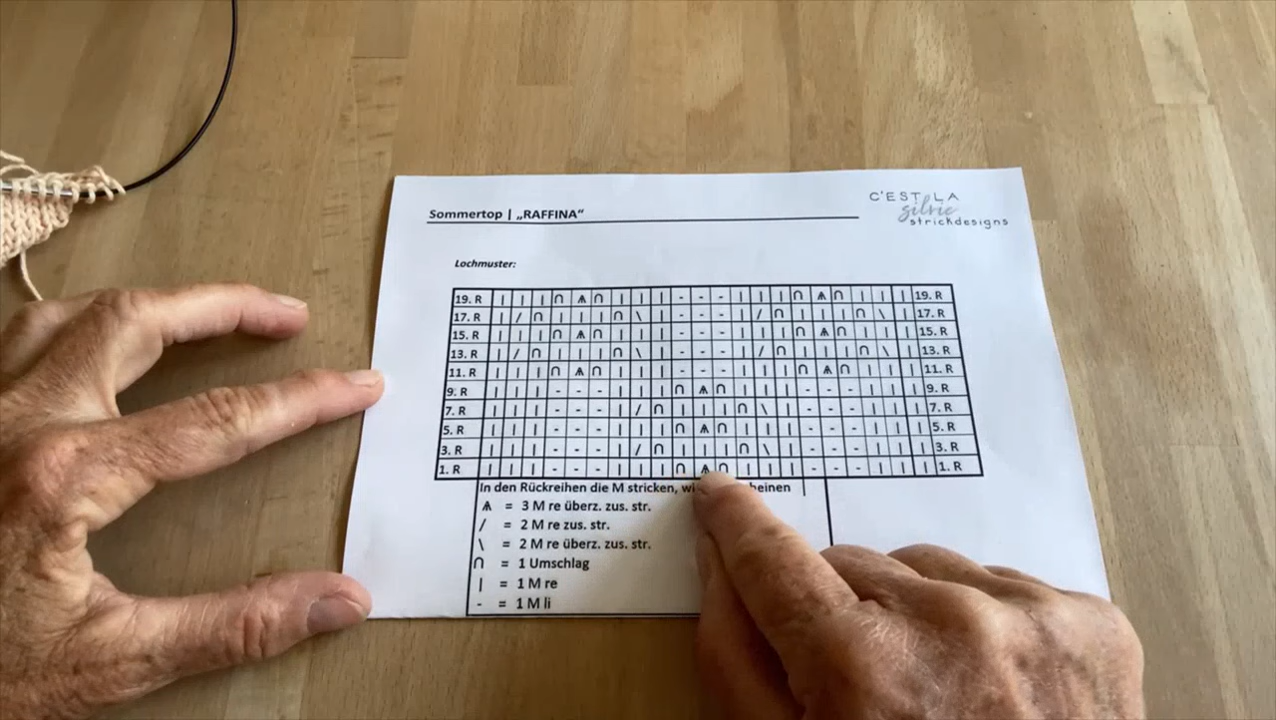 C'EST LA
silvie
strickdesigns
Sommertop | „RAFFINA“
Lochmuster:
19. R | | | ∩ ⩚ ∩ | | | - - - | | | ∩ ⩚ ∩ | | | 19. R
17. R | / ∩ | | | ∩ \ | - - - | / ∩ | | | ∩ \ | 17. R
15. R | | | ∩ ⩚ ∩ | | | - - - | | | ∩ ⩚ ∩ | | | 15. R
13. R | / ∩ | | | ∩ \ | - - - | / ∩ | | | ∩ \ | 13. R
11. R | | | ∩ ⩚ ∩ | | | - - - | | | ∩ ⩚ ∩ | | | 11. R
9. R | | | - - - | | | ∩ ⩚ ∩ | | | - - - | | | 9. R
7. R | | | - - - | / ∩ | | | ∩ \ | - - - | | | 7. R
5. R | | | - - - | | | ∩ ⩚ ∩ | | | - - - | | | 5. R
3. R | | | - - - | / ∩ | | | ∩ \ | - - - | | | 3. R
1. R | | | - - - | | | ∩ ⩚ ∩ | | | - - - | | | 1. R
In den Rückreihen die M stricken,
⩚ = 3 M re überz. zus. str.
/ = 2 M re zus. str.
\ = 2 M re überz. zus. str.
∩ = 1 Umschlag
| = 1 M re
- = 1 M li